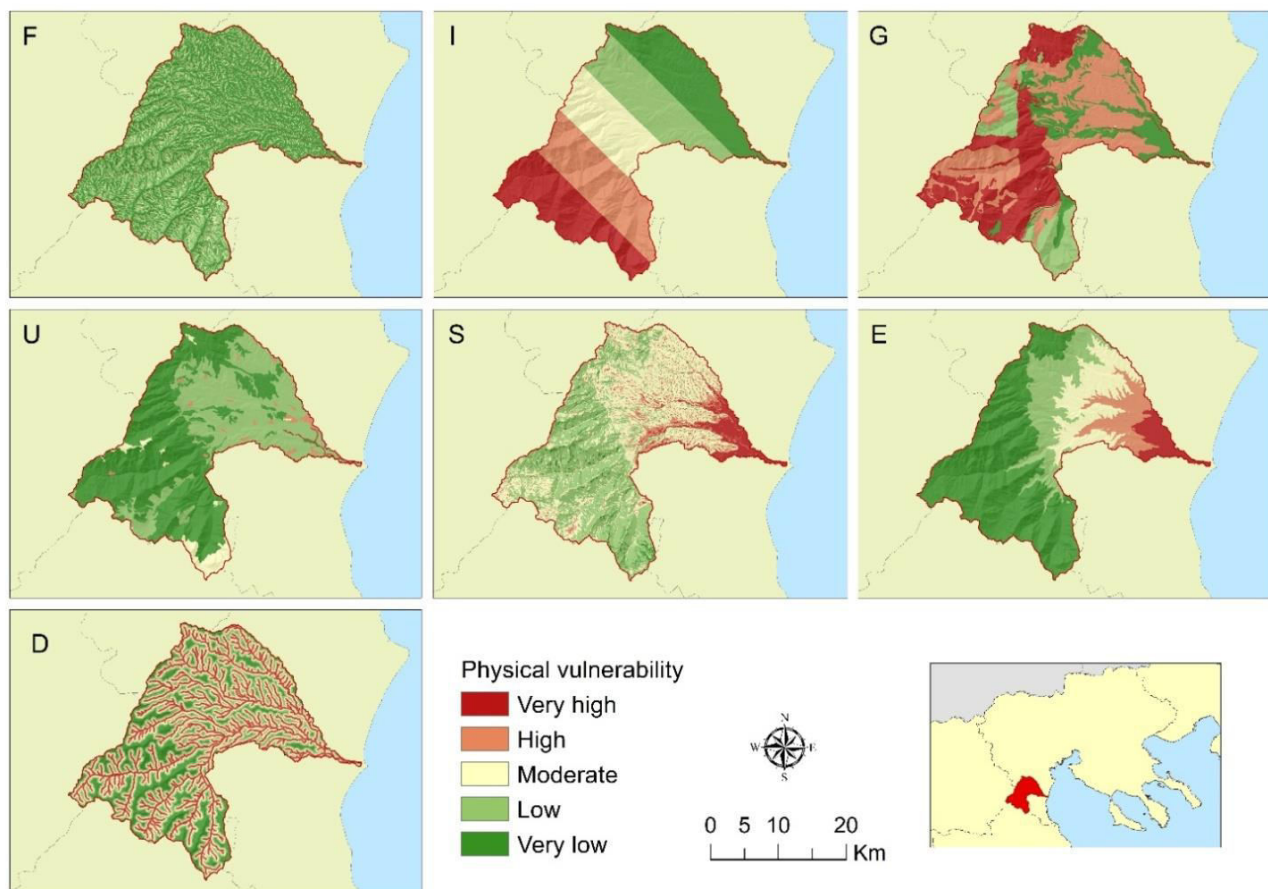 F
I
G
U
S
E
D
Physical vulnerability
Very high
High
Moderate
Low
Very low
N
W E
S
0 5 10 20
Km